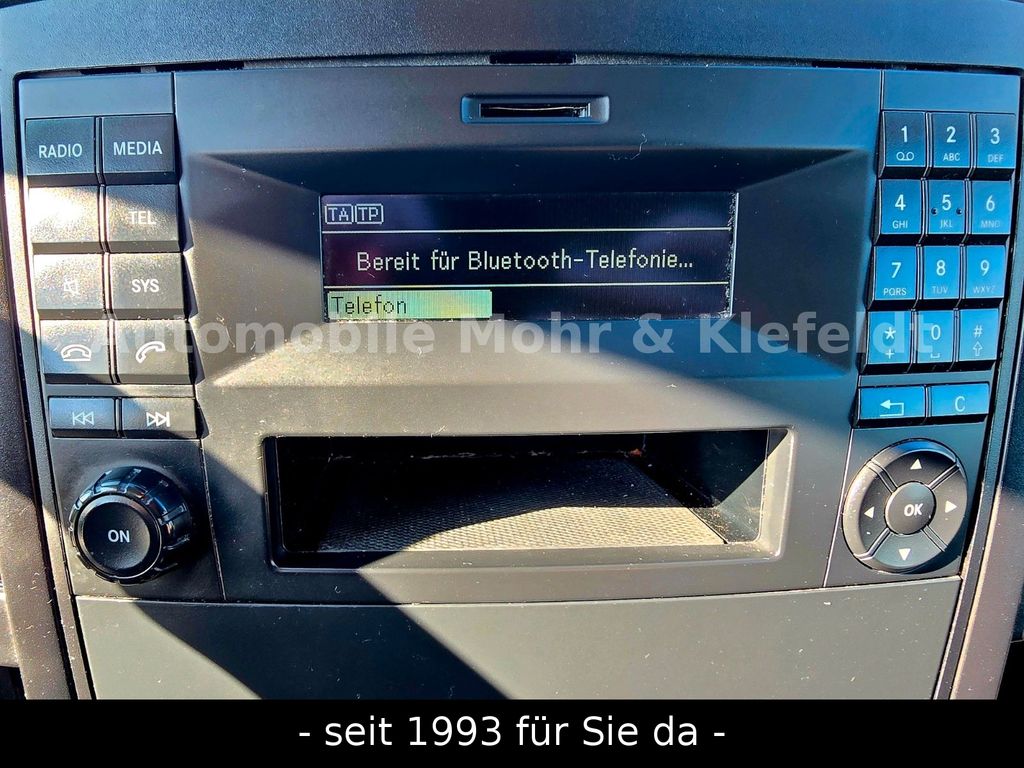 RADIO MEDIA
TEL
SYS
ON
TA TP
Bereit für Bluetooth-Telefonie...
Telefon
1 2 ABC 3 DEF
4 GHI 5 JKL 6 MNO
7 PQRS 8 TUV 9 WXYZ
* + 0 #
C
OK
Automobile Mohr & Klefeldt
- seit 1993 für Sie da -